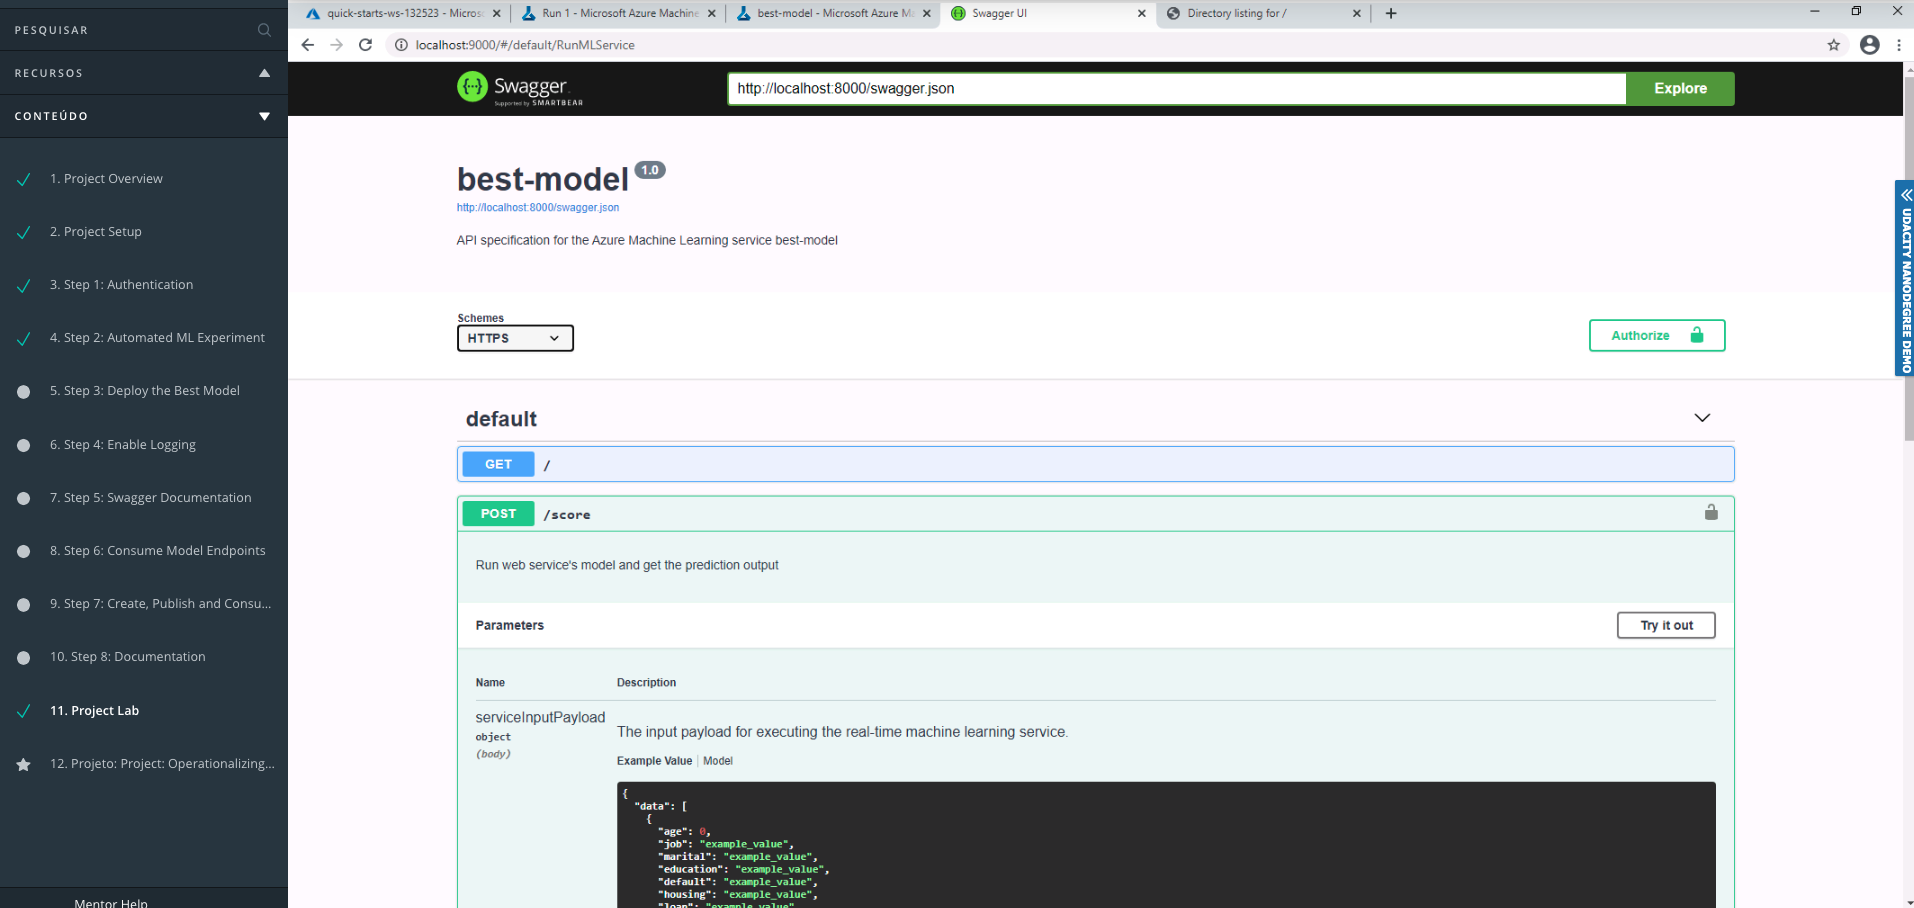 PESQUISAR
RECURSOS
CONTEÚDO
1. Project Overview
2. Project Setup
3. Step 1: Authentication
4. Step 2: Automated ML Experiment
5. Step 3: Deploy the Best Model
6. Step 4: Enable Logging
7. Step 5: Swagger Documentation
8. Step 6: Consume Model Endpoints
9. Step 7: Create, Publish and Consu...
10. Step 8: Documentation
11. Project Lab
12. Projeto: Project: Operationalizing...
Mentor Help
quick-starts-ws-132523 - Micros
Run 1 - Microsoft Azure Machine
best-model - Microsoft Azure Ma
Swagger UI
Directory listing for /
localhost:9000/#/default/RunMLService
Swagger
Supported by SMARTBEAR
http://localhost:8000/swagger.json
Explore
best-model 1.0
http://localhost:8000/swagger.json
API specification for the Azure Machine Learning service best-model
Schemes
HTTPS
Authorize
default
GET /
POST /score
Run web service's model and get the prediction output
Parameters
Try it out
Name Description
serviceInputPayload
object
(body)
The input payload for executing the real-time machine learning service.
Example Value | Model
{
"data": [
{
"age": 0,
"job": "example_value",
"marital": "example_value",
"education": "example_value",
"default": "example_value",
"housing": "example_value",
"loan": "example_value"
UDACITY NANODEGREE DEMO